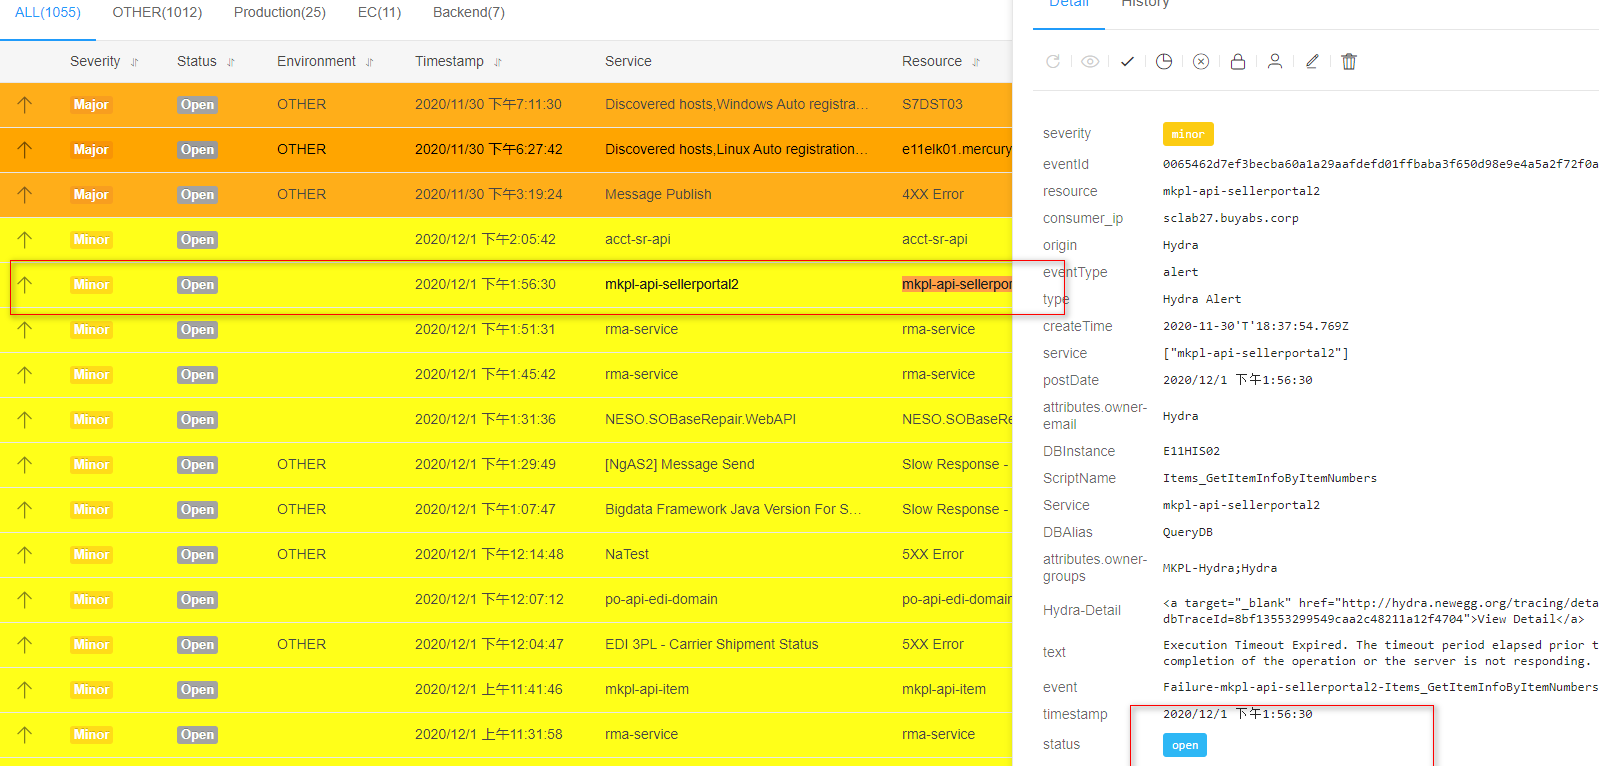 ALL(1055) OTHER(1012) Production(25) EC(11) Backend(7)
Severity Status Environment Timestamp Service Resource
Major Open OTHER 2020/11/30 下午7:11:30 Discovered hosts,Windows Auto registra... S7DST03
Major Open OTHER 2020/11/30 下午6:27:42 Discovered hosts,Linux Auto registration... e11elk01.mercury
Major Open OTHER 2020/11/30 下午3:19:24 Message Publish 4XX Error
Minor Open 2020/12/1 下午2:05:42 acct-sr-api acct-sr-api
Minor Open 2020/12/1 下午1:56:30 mkpl-api-sellerportal2 mkpl-api-sellerpor
Minor Open 2020/12/1 下午1:51:31 rma-service rma-service
Minor Open 2020/12/1 下午1:45:42 rma-service rma-service
Minor Open 2020/12/1 下午1:31:36 NESO.SOBaseRepair.WebAPI NESO.SOBaseRe
Minor Open OTHER 2020/12/1 下午1:29:49 [NgAS2] Message Send Slow Response -
Minor Open OTHER 2020/12/1 下午1:07:47 Bigdata Framework Java Version For S... Slow Response -
Minor Open OTHER 2020/12/1 下午12:14:48 NaTest 5XX Error
Minor Open 2020/12/1 下午12:07:12 po-api-edi-domain po-api-edi-domain
Minor Open OTHER 2020/12/1 下午12:04:47 EDI 3PL - Carrier Shipment Status 5XX Error
Minor Open 2020/12/1 上午11:41:46 mkpl-api-item mkpl-api-item
Minor Open 2020/12/1 上午11:31:58 rma-service rma-service
Detail History
severity minor
eventId 0065462d7ef3becba60a1a29aafdefd01ffbaba3f650d98e9e4a5a2f72f0a
resource mkpl-api-sellerportal2
consumer_ip sclab27.buyabs.corp
origin Hydra
eventType alert
type Hydra Alert
createTime 2020-11-30'T'18:37:54.769Z
service ["mkpl-api-sellerportal2"]
postDate 2020/12/1 下午1:56:30
attributes.owner-
email Hydra
DBInstance E11HIS02
ScriptName Items_GetItemInfoByItemNumbers
Service mkpl-api-sellerportal2
DBAlias QueryDB
attributes.owner-
groups MKPL-Hydra;Hydra
Hydra-Detail <a target="_blank" href="http://hydra.newegg.org/tracing/deta
dbTraceId=8bf13553299549caa2c48211a12f4704">View Detail</a>
text Execution Timeout Expired. The timeout period elapsed prior t
completion of the operation or the server is not responding.
event Failure-mkpl-api-sellerportal2-Items_GetItemInfoByItemNumbers
timestamp 2020/12/1 下午1:56:30
status open